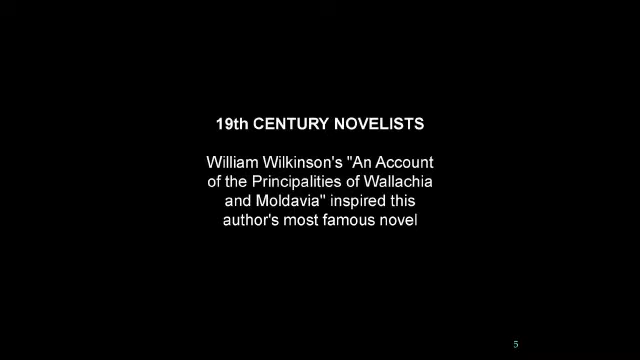 19th CENTURY NOVELISTS
William Wilkinson's "An Account
of the Principalities of Wallachia
and Moldavia" inspired this
author's most famous novel
5